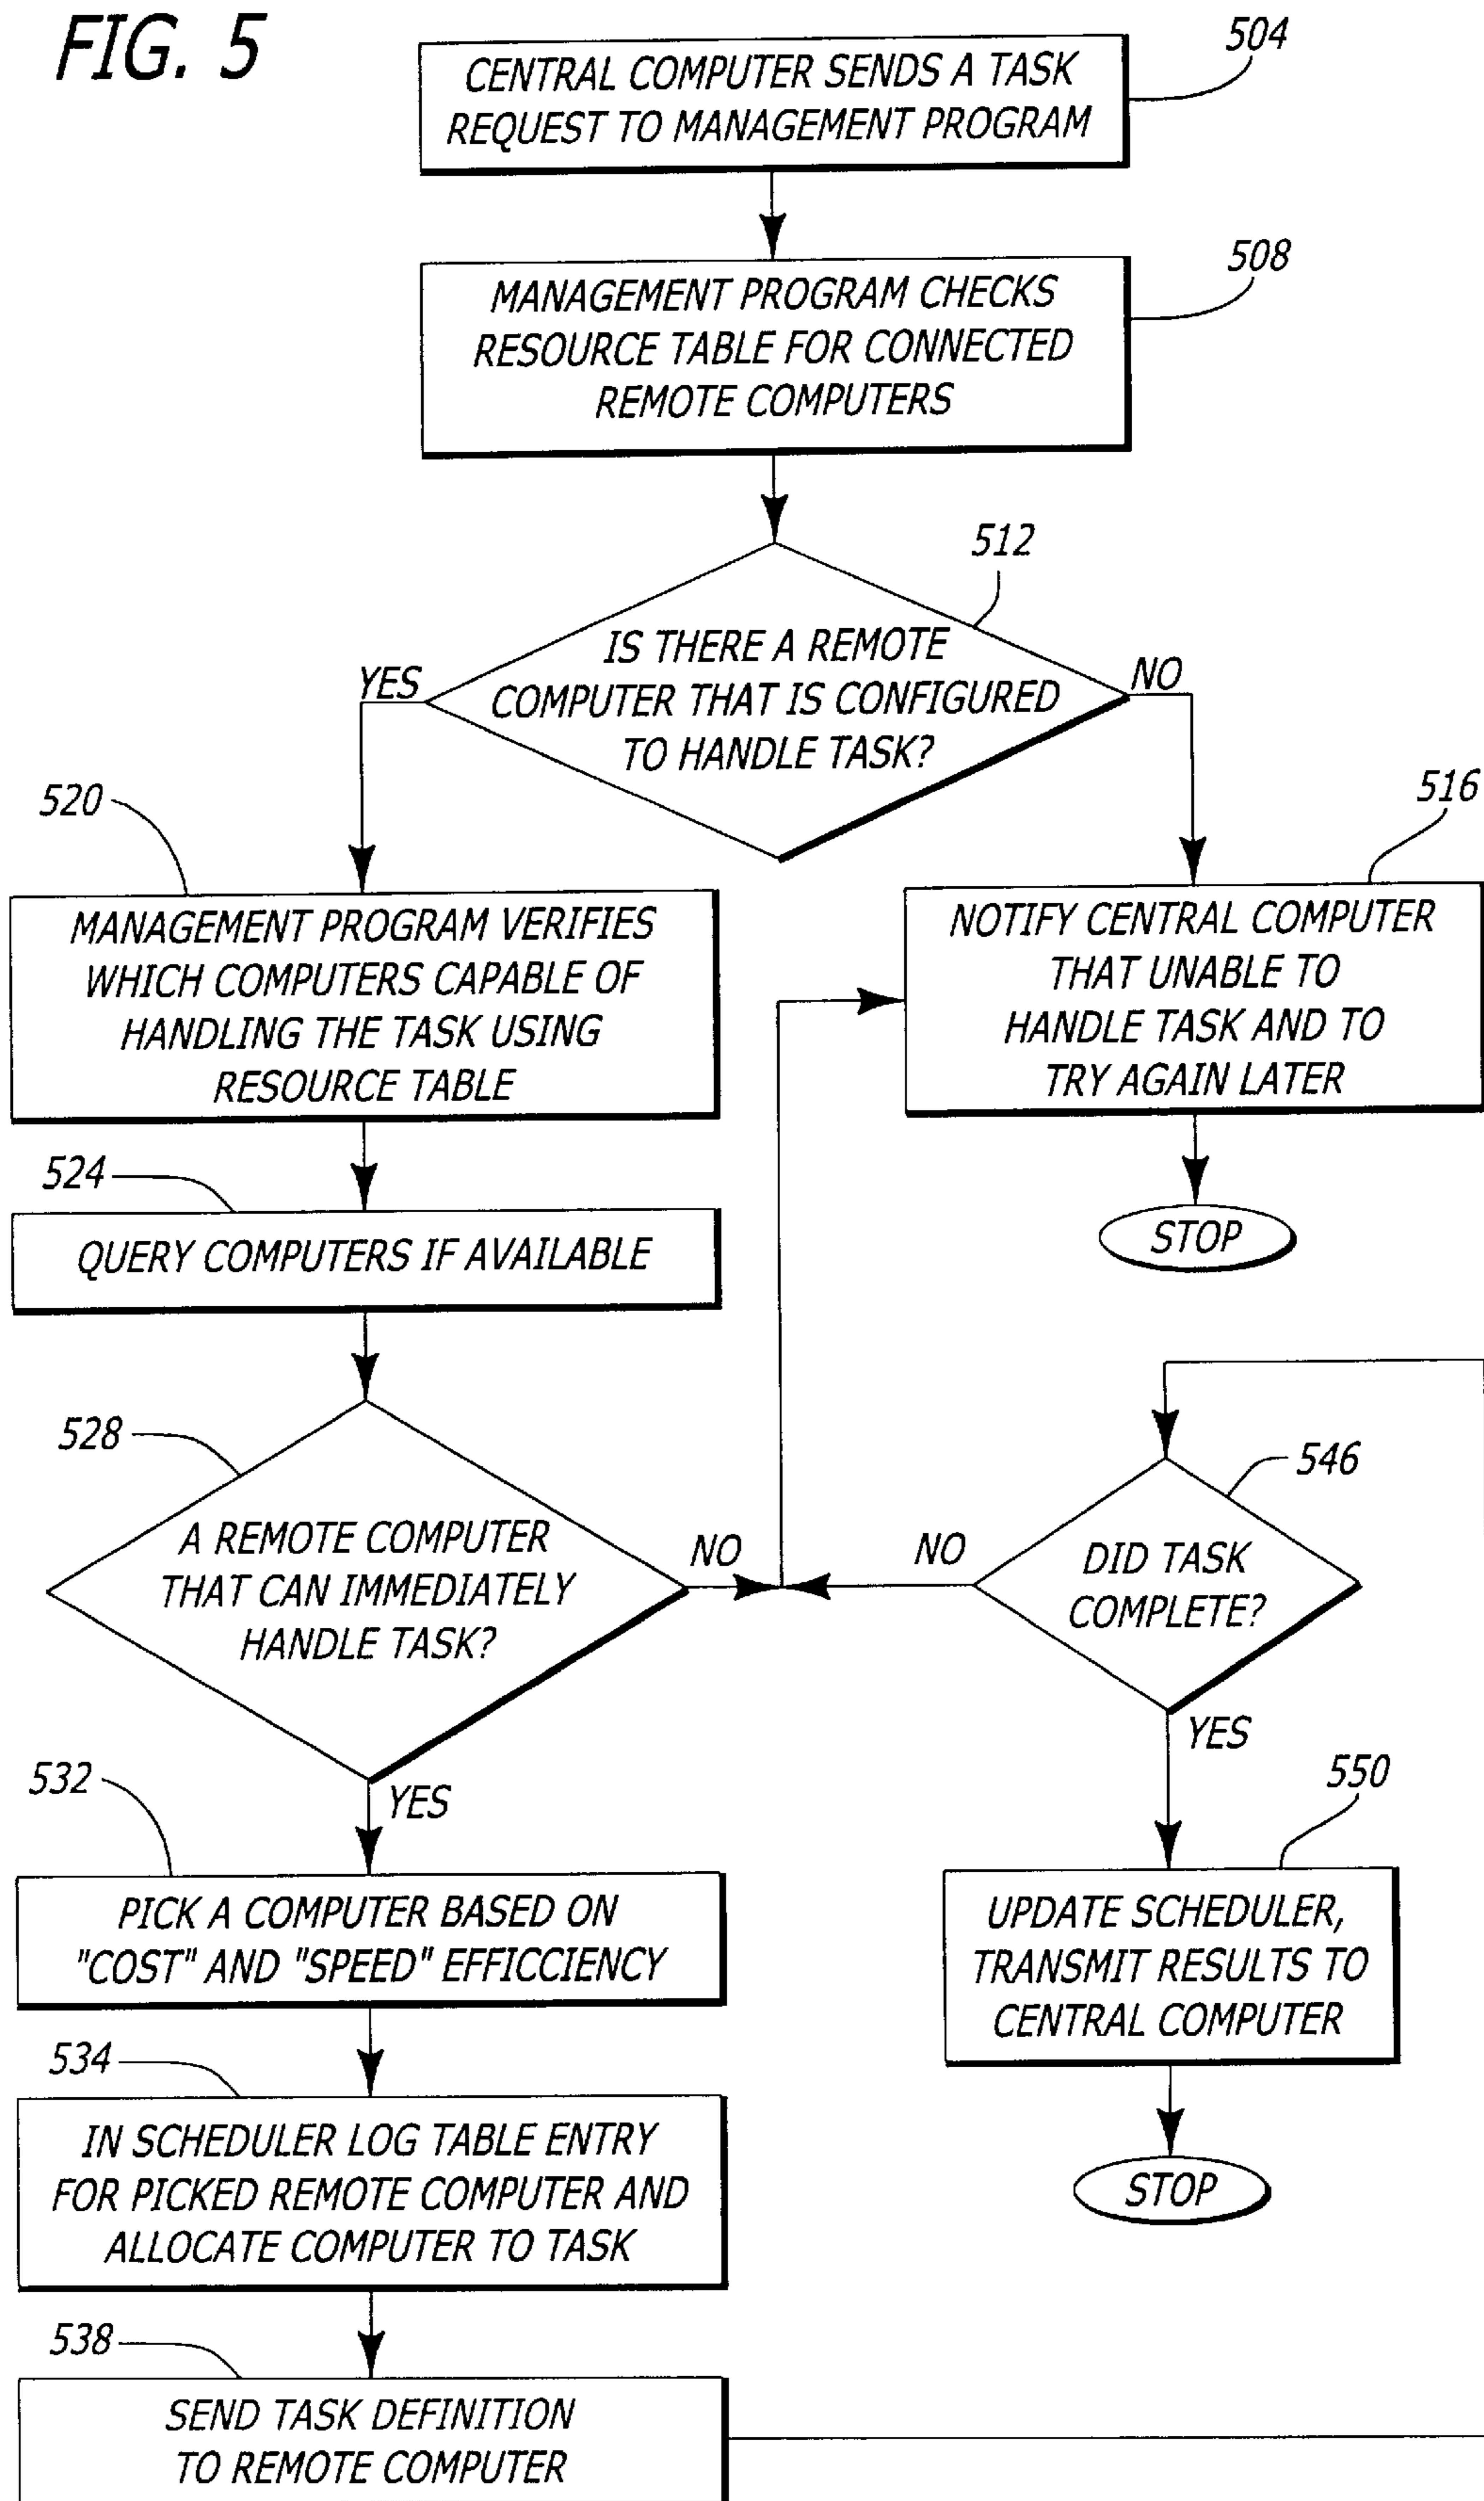 FIG. 5
504
CENTRAL COMPUTER SENDS A TASK
REQUEST TO MANAGEMENT PROGRAM
508
MANAGEMENT PROGRAM CHECKS
RESOURCE TABLE FOR CONNECTED
REMOTE COMPUTERS
512
IS THERE A REMOTE
COMPUTER THAT IS CONFIGURED
TO HANDLE TASK?
YES
NO
520
MANAGEMENT PROGRAM VERIFIES
WHICH COMPUTERS CAPABLE OF
HANDLING THE TASK USING
RESOURCE TABLE
516
NOTIFY CENTRAL COMPUTER
THAT UNABLE TO
HANDLE TASK AND TO
TRY AGAIN LATER
STOP
524
QUERY COMPUTERS IF AVAILABLE
528
A REMOTE COMPUTER
THAT CAN IMMEDIATELY
HANDLE TASK?
NO
YES
546
DID TASK
COMPLETE?
NO
YES
532
PICK A COMPUTER BASED ON
"COST" AND "SPEED" EFFICCIENCY
550
UPDATE SCHEDULER,
TRANSMIT RESULTS TO
CENTRAL COMPUTER
STOP
534
IN SCHEDULER LOG TABLE ENTRY
FOR PICKED REMOTE COMPUTER AND
ALLOCATE COMPUTER TO TASK
538
SEND TASK DEFINITION
TO REMOTE COMPUTER